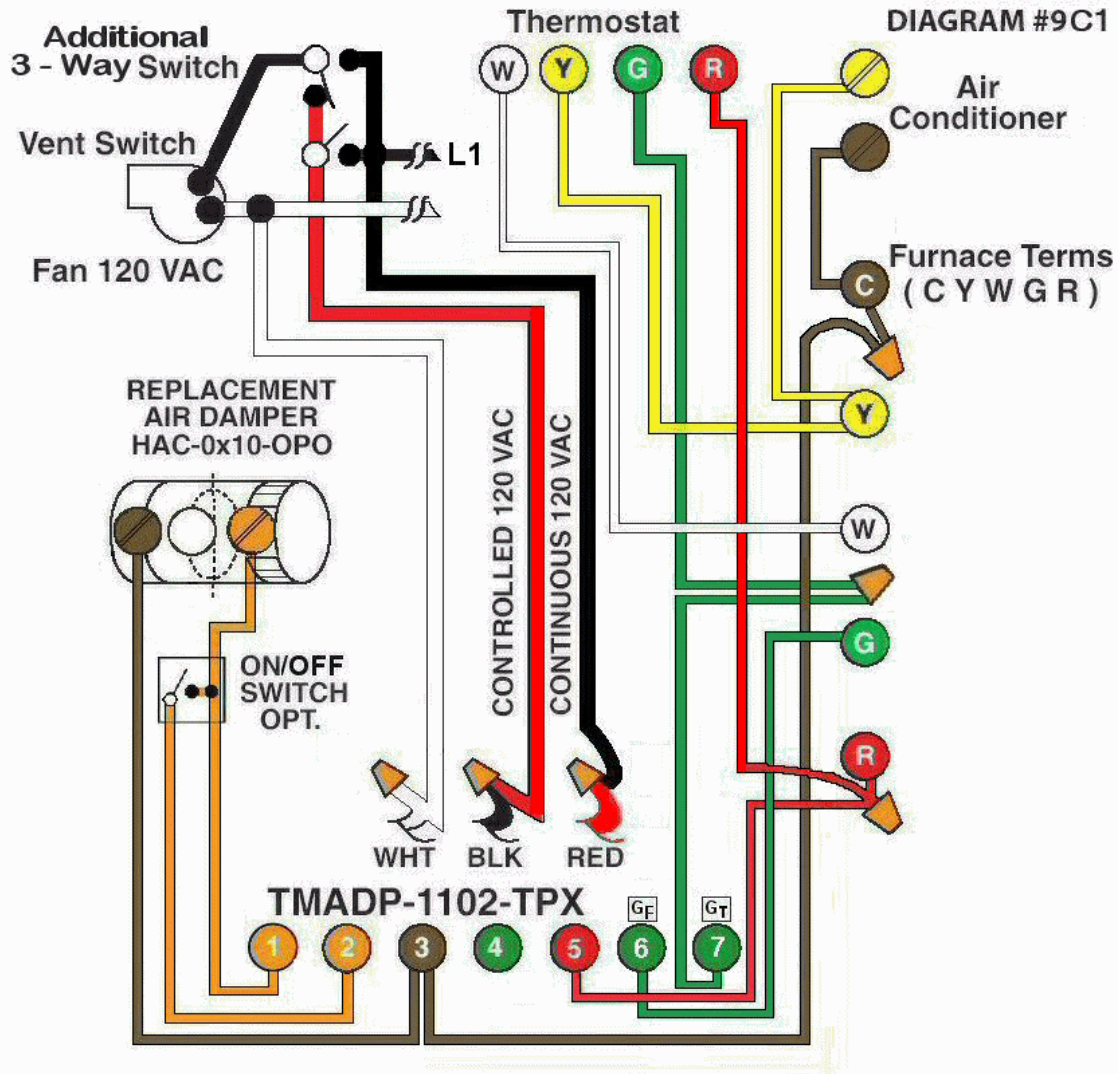 DIAGRAM #9C1
Additional
3 - Way Switch
Vent Switch
L1
Fan 120 VAC
Thermostat
W
Y
G
R
Air
Conditioner
Furnace Terms
( C Y W G R )
C
Y
W
G
R
REPLACEMENT
AIR DAMPER
HAC-0x10-OPO
CONTROLLED 120 VAC
CONTINUOUS 120 VAC
ON/OFF
SWITCH
OPT.
WHT
BLK
RED
TMADP-1102-TPX
GF
GT
1
2
3
4
5
6
7